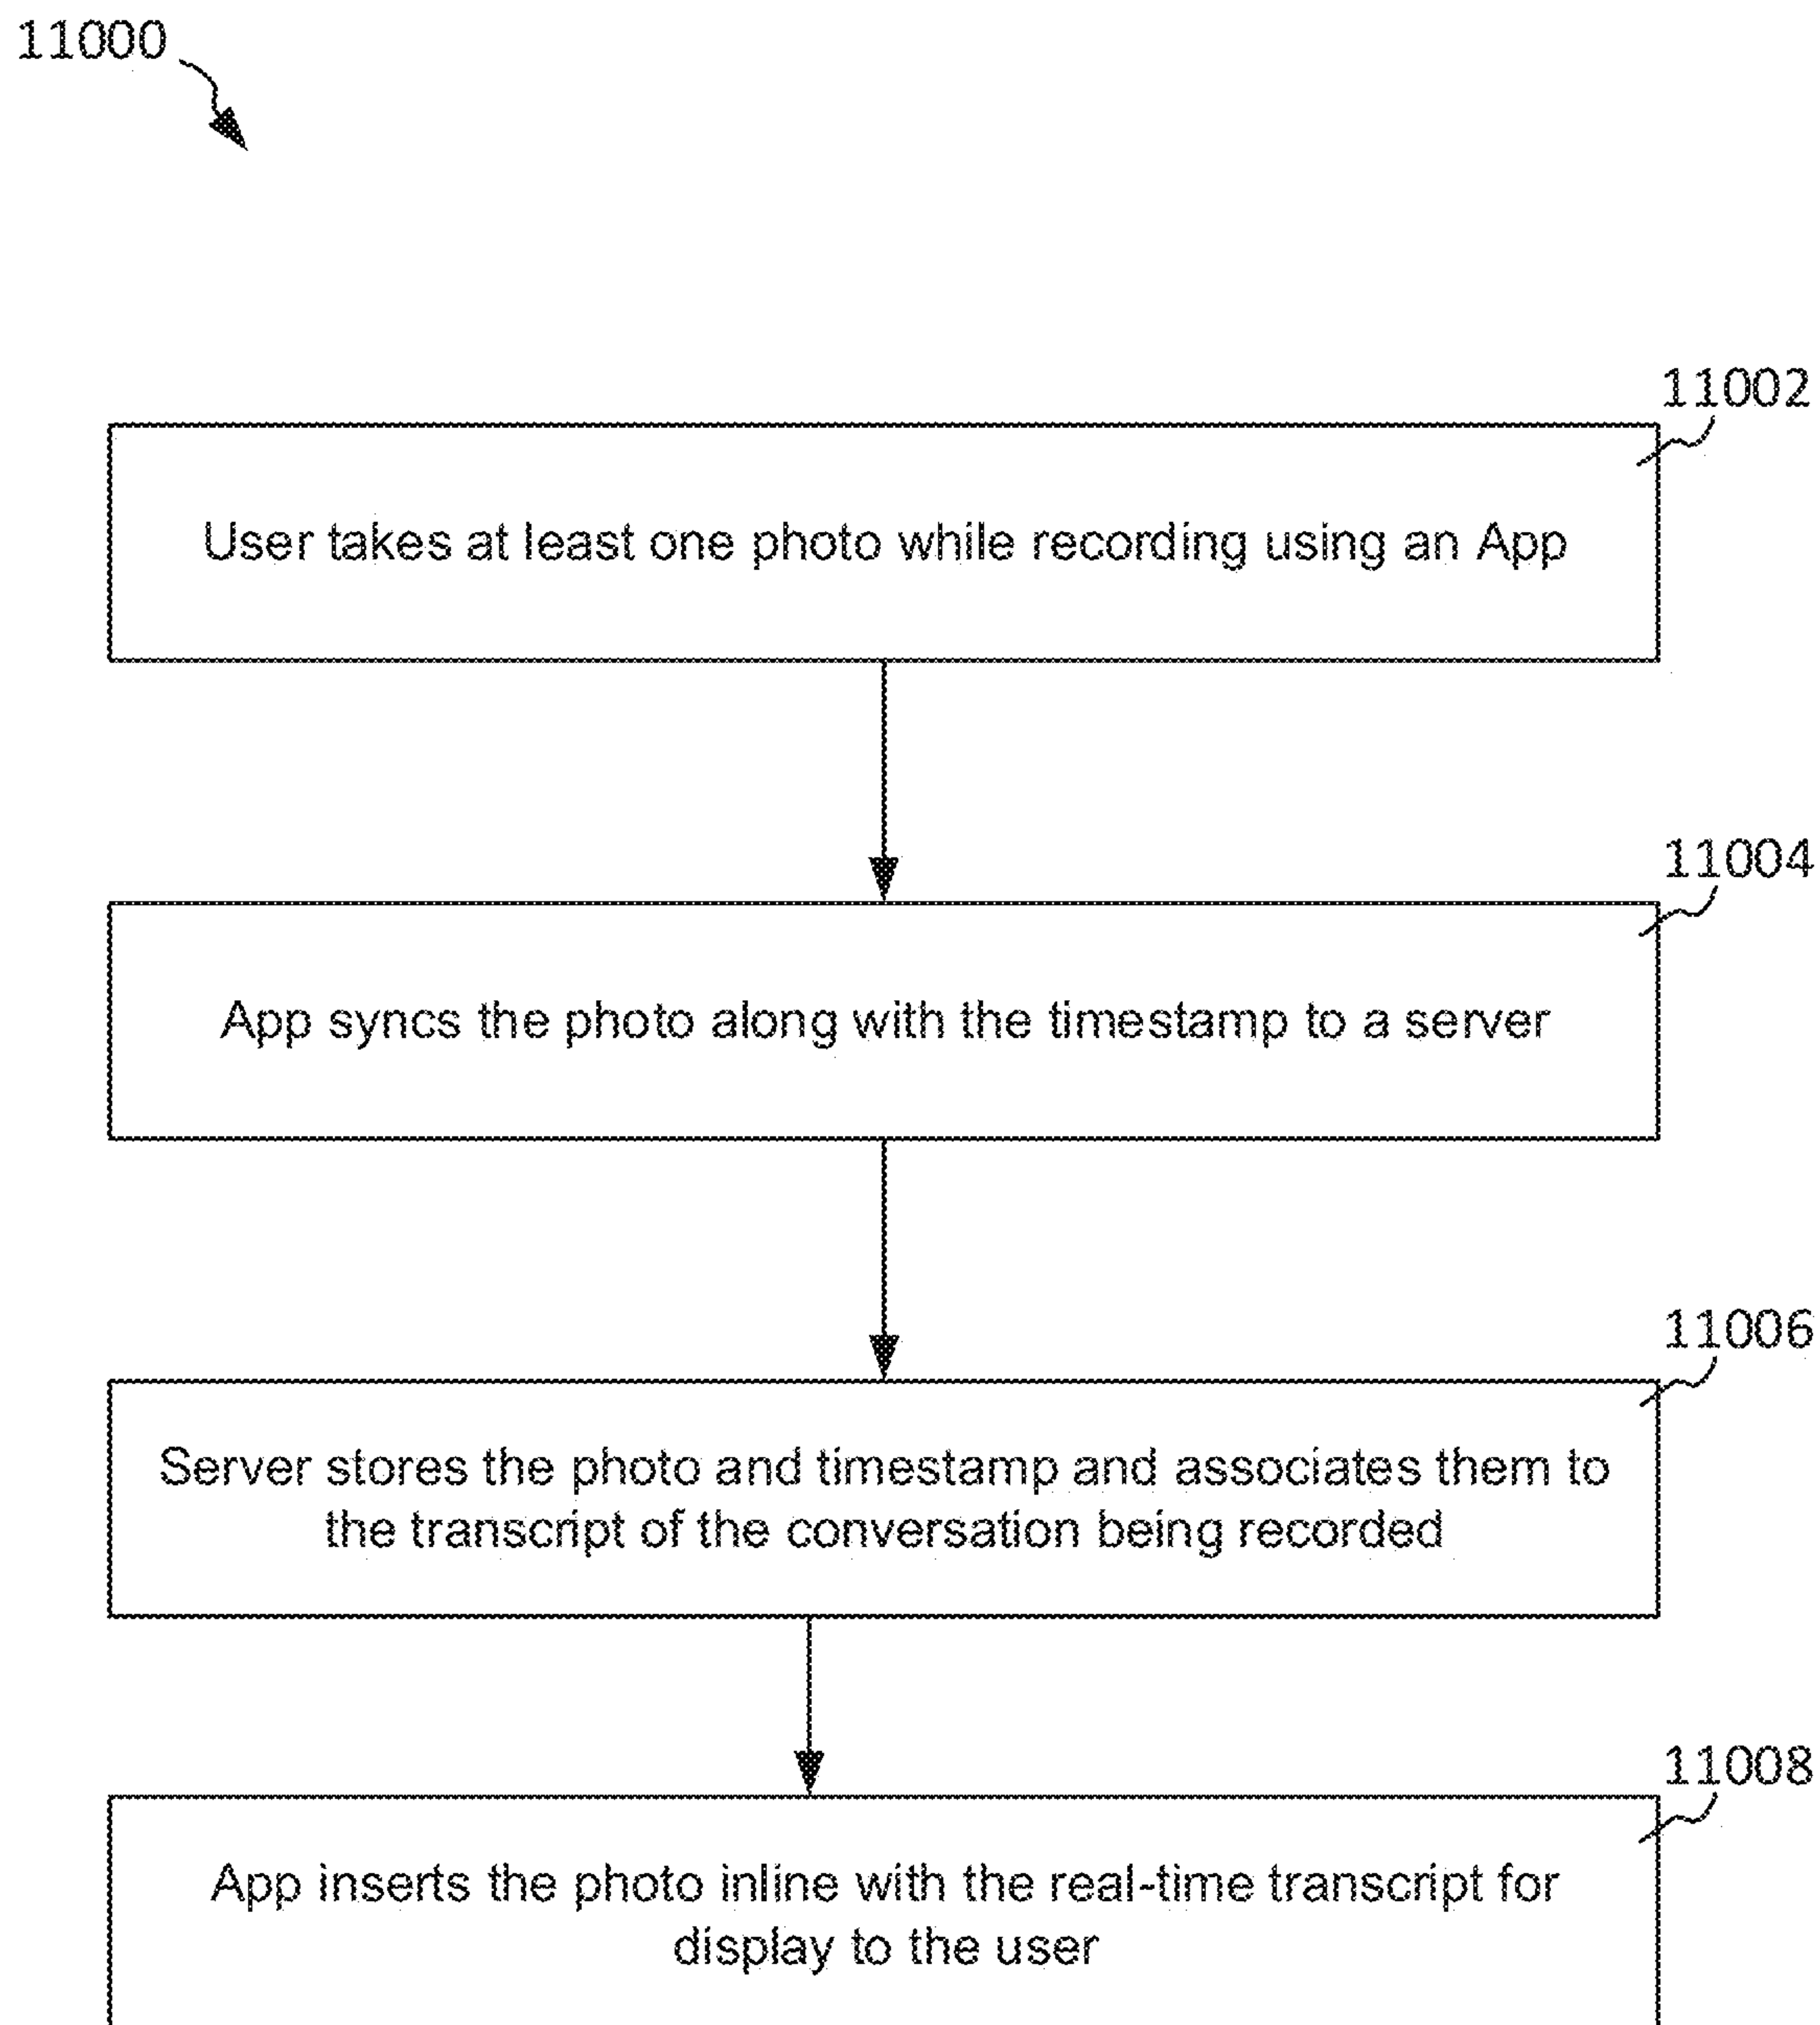 11000
11002
User takes at least one photo while recording using an App
11004
App syncs the photo along with the timestamp to a server
11006
Server stores the photo and timestamp and associates them to
the transcript of the conversation being recorded
11008
App inserts the photo inline with the real-time transcript for
display to the user